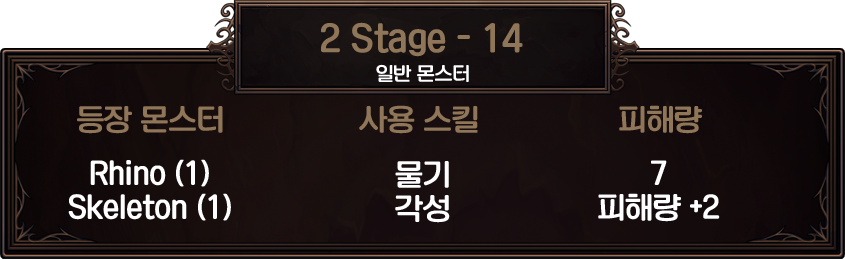 2 Stage - 14
일반 몬스터
등장 몬스터 사용 스킬 피해량
Rhino (1) 물기 7
Skeleton (1) 각성 피해량 +2